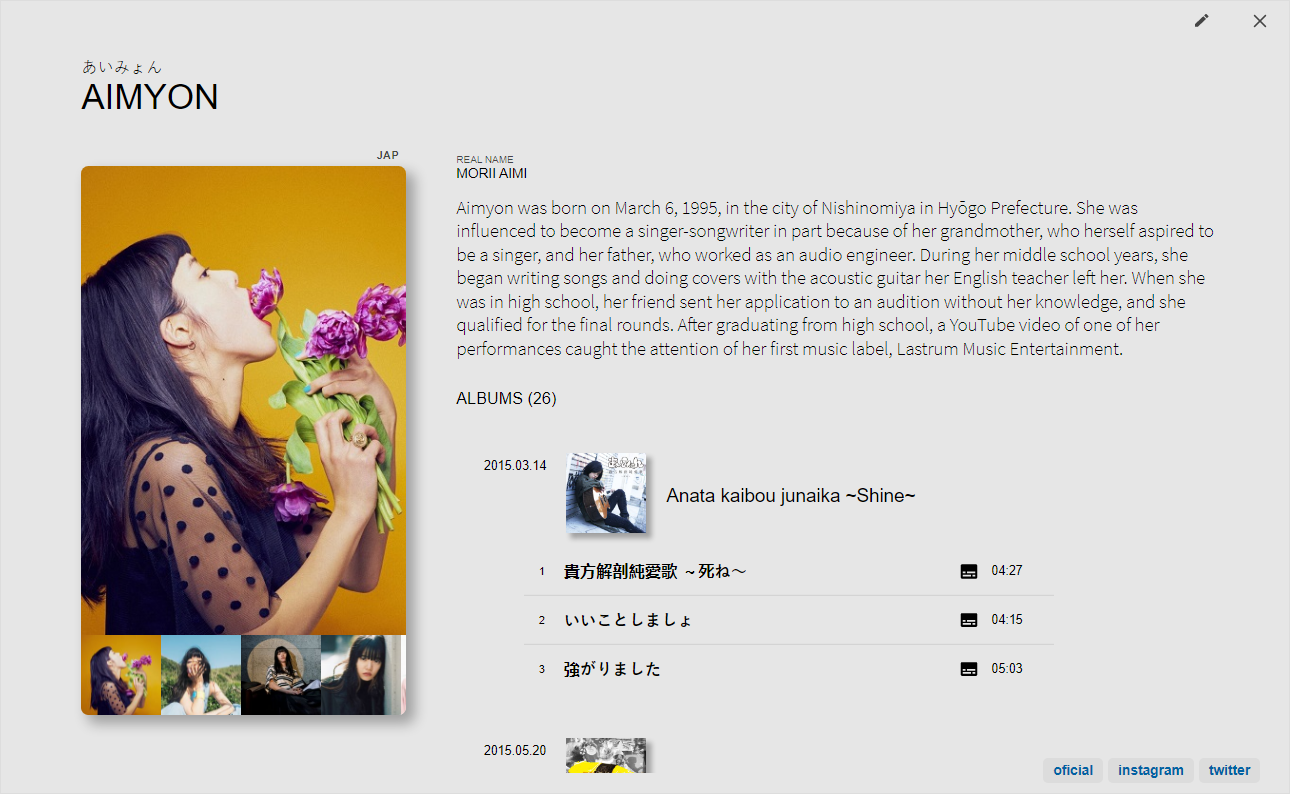 あいみょん
AIMYON
JAP
REAL NAME
MORII AIMI
Aimyon was born on March 6, 1995, in the city of Nishinomiya in Hyōgo Prefecture. She was
influenced to become a singer-songwriter in part because of her grandmother, who herself aspired to
be a singer, and her father, who worked as an audio engineer. During her middle school years, she
began writing songs and doing covers with the acoustic guitar her English teacher left her. When she
was in high school, her friend sent her application to an audition without her knowledge, and she
qualified for the final rounds. After graduating from high school, a YouTube video of one of her
performances caught the attention of her first music label, Lastrum Music Entertainment.
ALBUMS (26)
2015.03.14
Anata kaibou junaika ~Shine~
1 貴方解剖純愛歌 ~死ね〜 04:27
2 いいことしましょ 04:15
3 強がりました 05:03
2015.05.20
oficial instagram twitter